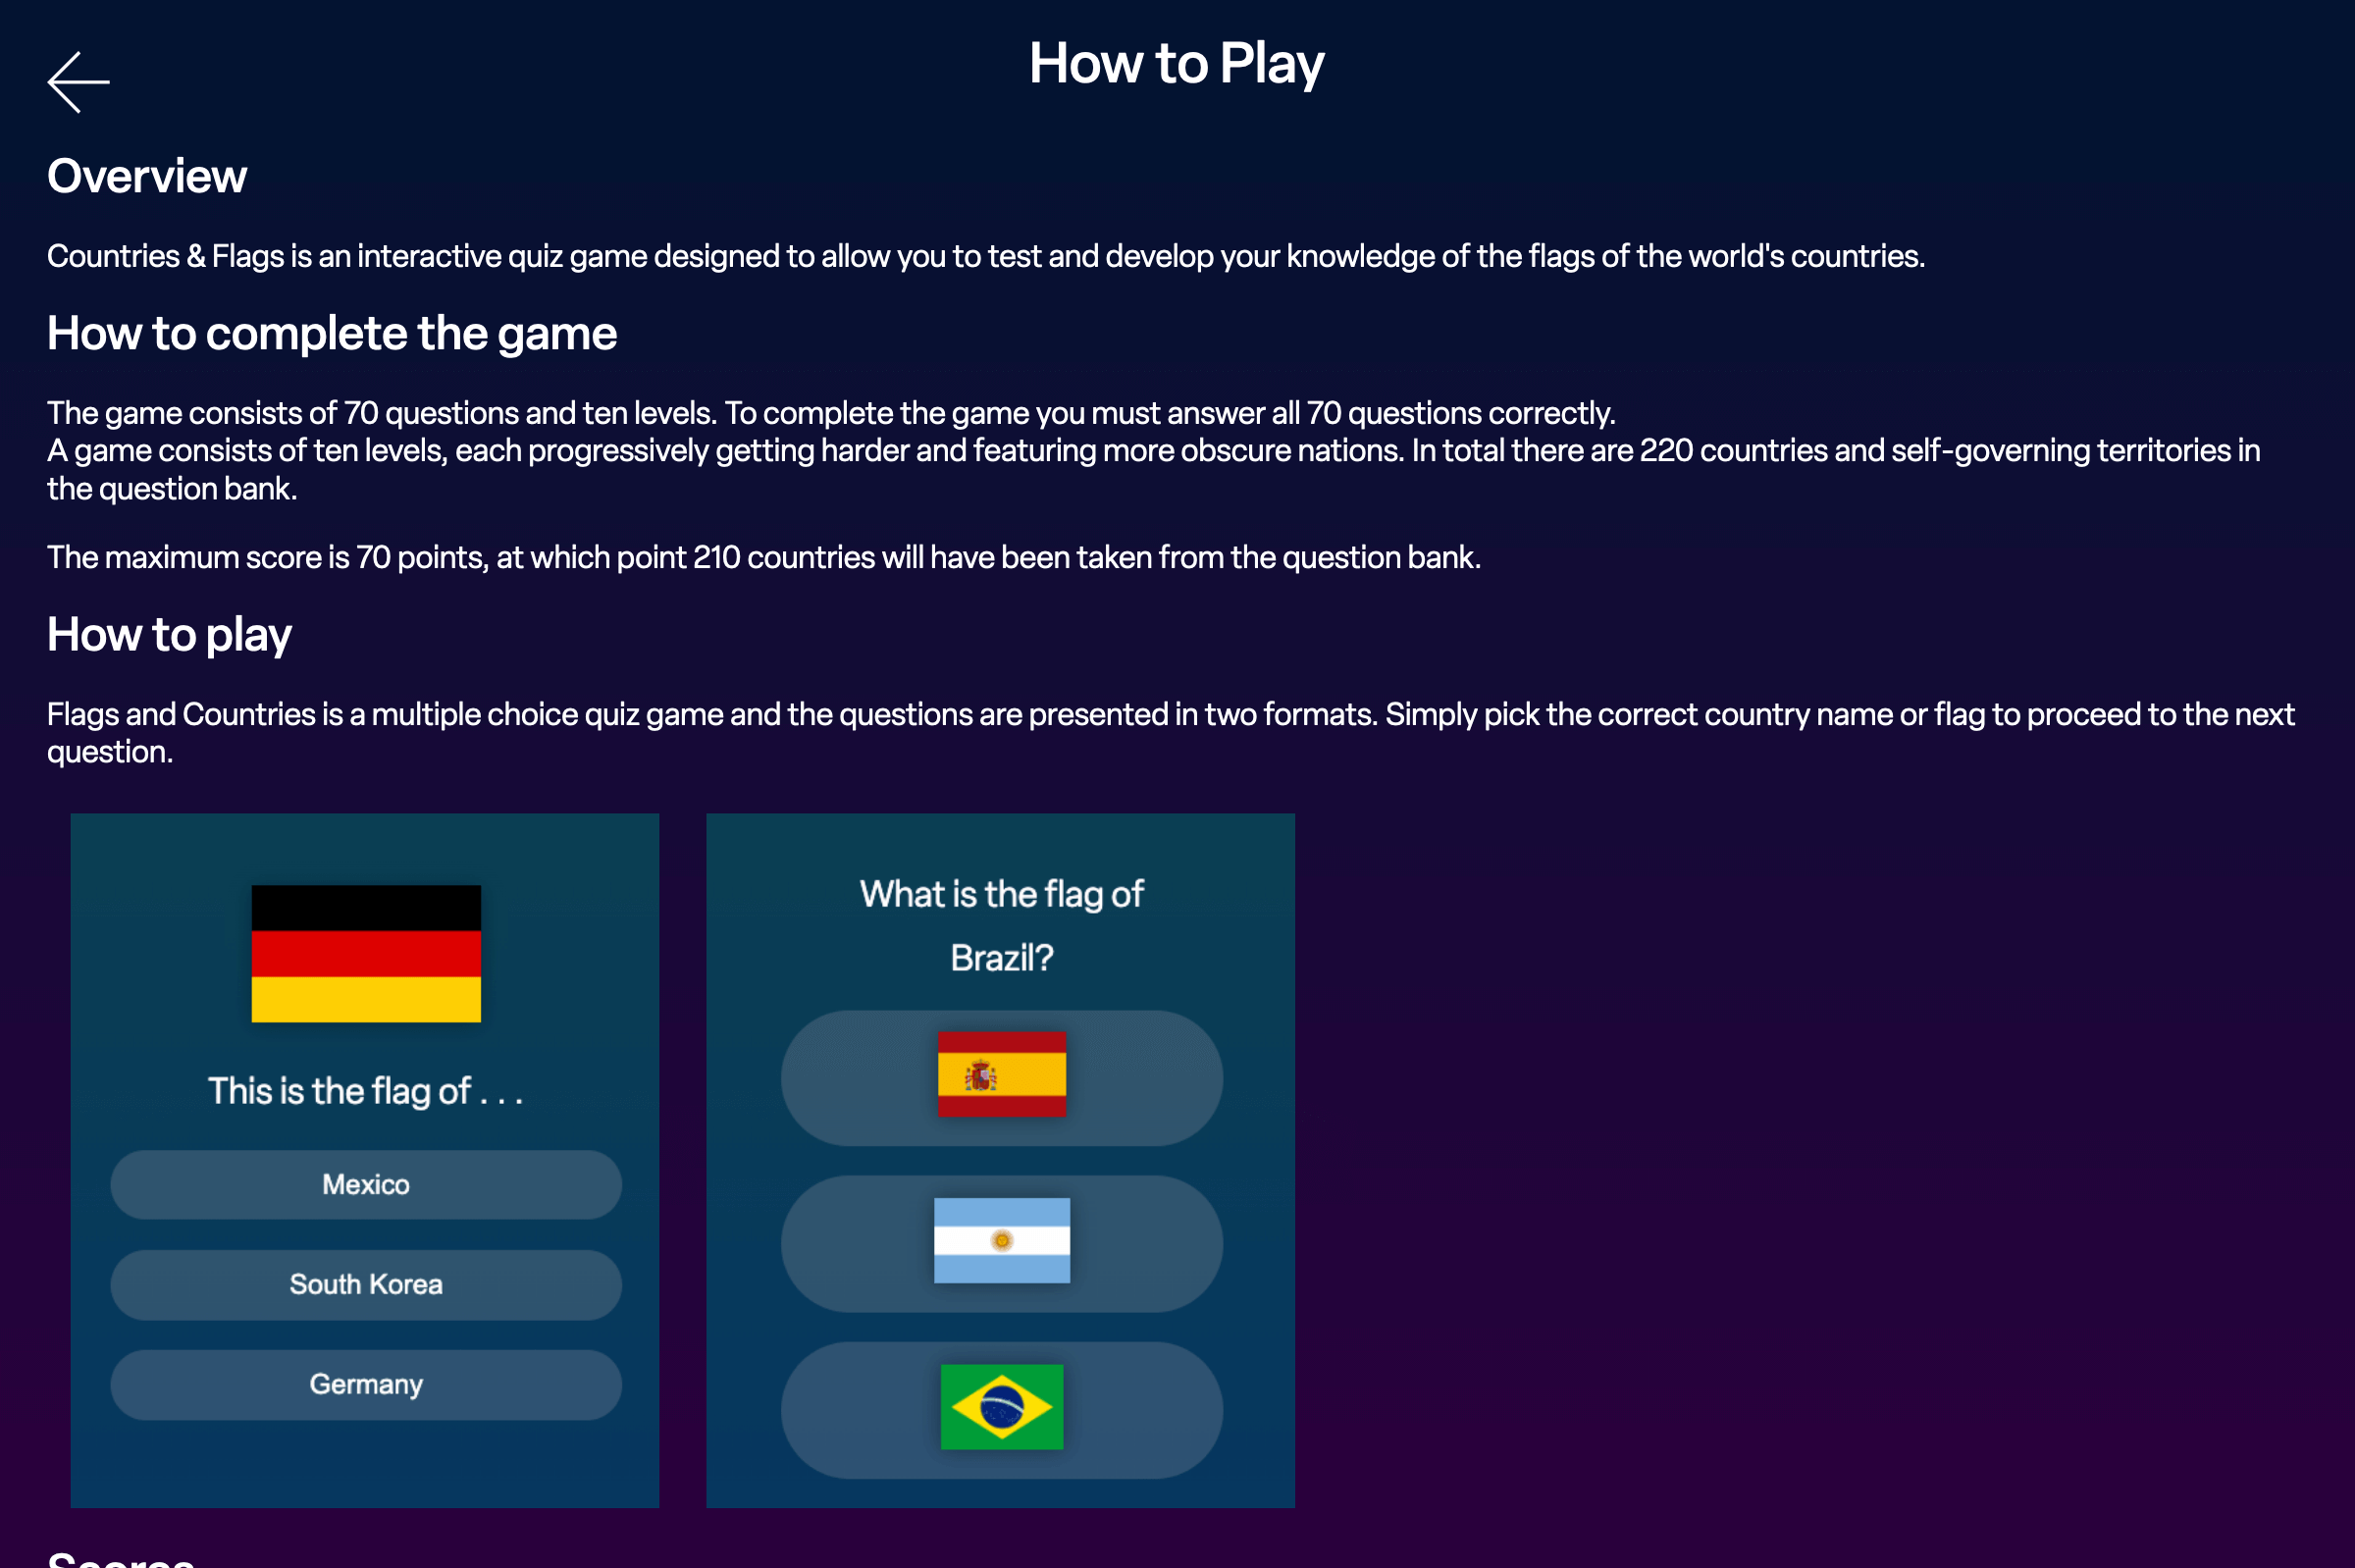 How to Play
Overview
Countries & Flags is an interactive quiz game designed to allow you to test and develop your knowledge of the flags of the world's countries.
How to complete the game
The game consists of 70 questions and ten levels. To complete the game you must answer all 70 questions correctly.
A game consists of ten levels, each progressively getting harder and featuring more obscure nations. In total there are 220 countries and self-governing territories in
the question bank.
The maximum score is 70 points, at which point 210 countries will have been taken from the question bank.
How to play
Flags and Countries is a multiple choice quiz game and the questions are presented in two formats. Simply pick the correct country name or flag to proceed to the next
question.
This is the flag of . . .
Mexico
South Korea
Germany
What is the flag of
Brazil?
Scores